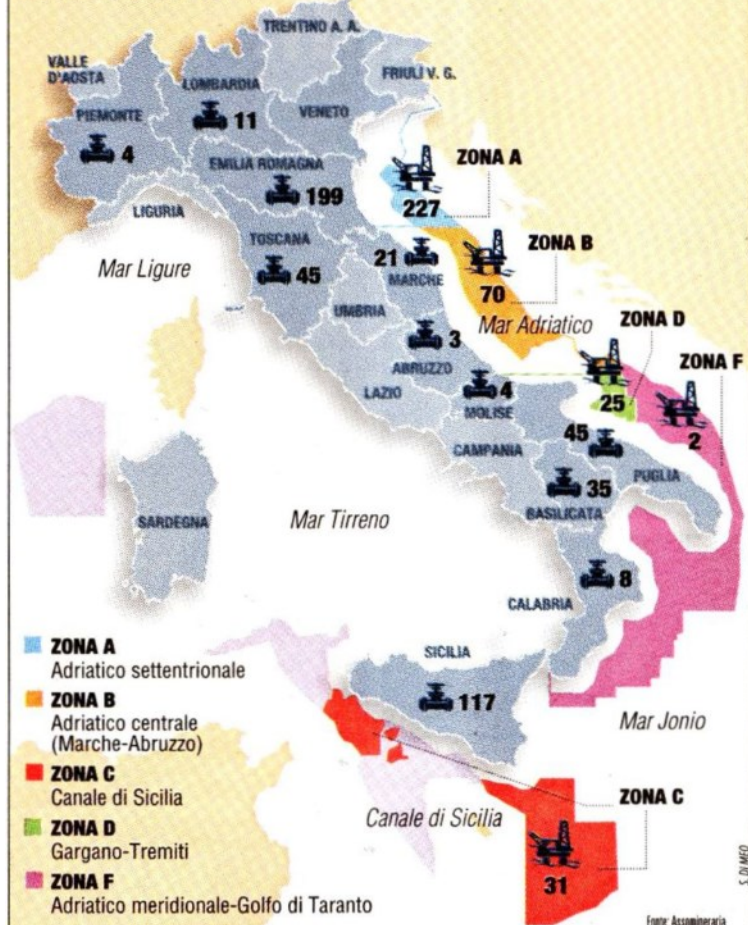 TRENTINO A. A.
VALLE
D'AOSTA
FRIULI V. G.
LOMBARDIA
PIEMONTE
VENETO
11
4
ZONA A
EMILIA ROMAGNA
199
227
LIGURIA
ZONA B
TOSCANA
21
Mar Ligure
45
MARCHE
70
UMBRIA
Mar Adriatico
ZONA D
3
ZONA F
ABRUZZO
LAZIO
4
25
MOLISE
2
45
CAMPANIA
PUGLIA
35
BASILICATA
SARDEGNA
Mar Tirreno
8
CALABRIA
SICILIA
117
Mar Jonio
ZONA C
Canale di Sicilia
31
ZONA A
Adriatico settentrionale
ZONA B
Adriatico centrale
(Marche-Abruzzo)
ZONA C
Canale di Sicilia
ZONA D
Gargano-Tremiti
ZONA F
Adriatico meridionale-Golfo di Taranto
S. DI MEO
Fonte: Assomineraria